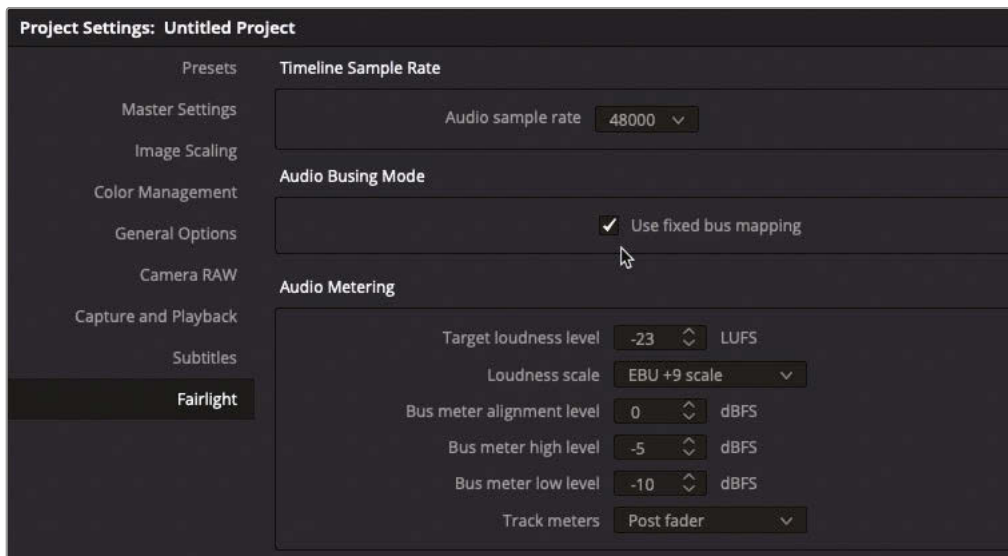 Project Settings: Untitled Project
Presets
Master Settings
Image Scaling
Color Management
General Options
Camera RAW
Capture and Playback
Subtitles
Fairlight
Timeline Sample Rate
Audio sample rate 48000
Audio Busing Mode
Use fixed bus mapping
Audio Metering
Target loudness level -23 LUFS
Loudness scale EBU +9 scale
Bus meter alignment level 0 dBFS
Bus meter high level -5 dBFS
Bus meter low level -10 dBFS
Track meters Post fader